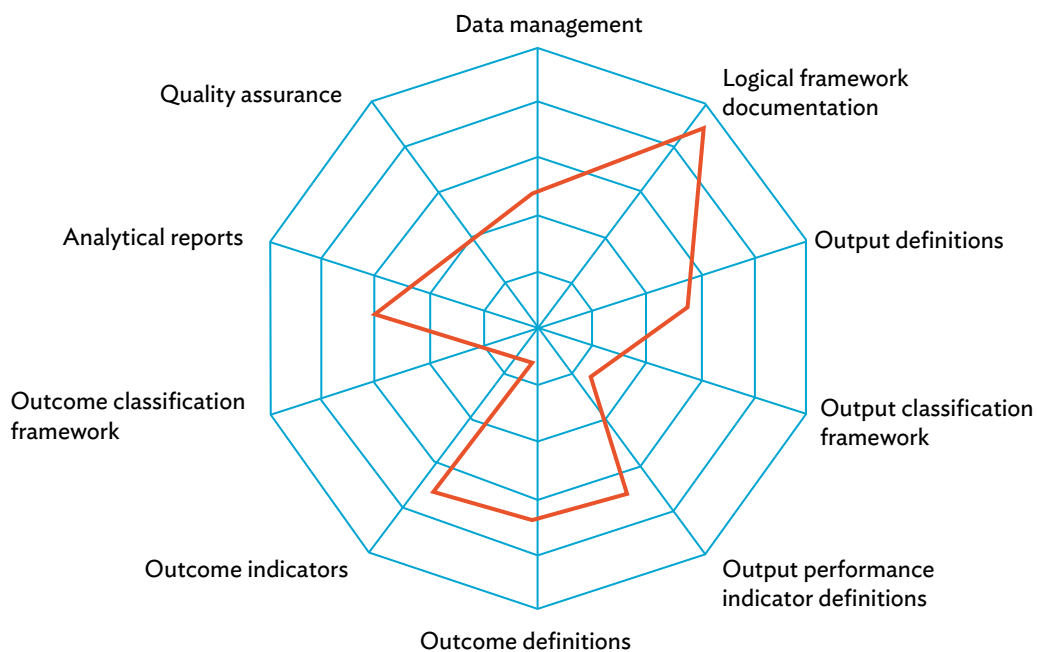 Data management
Logical framework
documentation
Output definitions
Output classification
framework
Output performance
indicator definitions
Outcome definitions
Outcome indicators
Outcome classification
framework
Analytical reports
Quality assurance